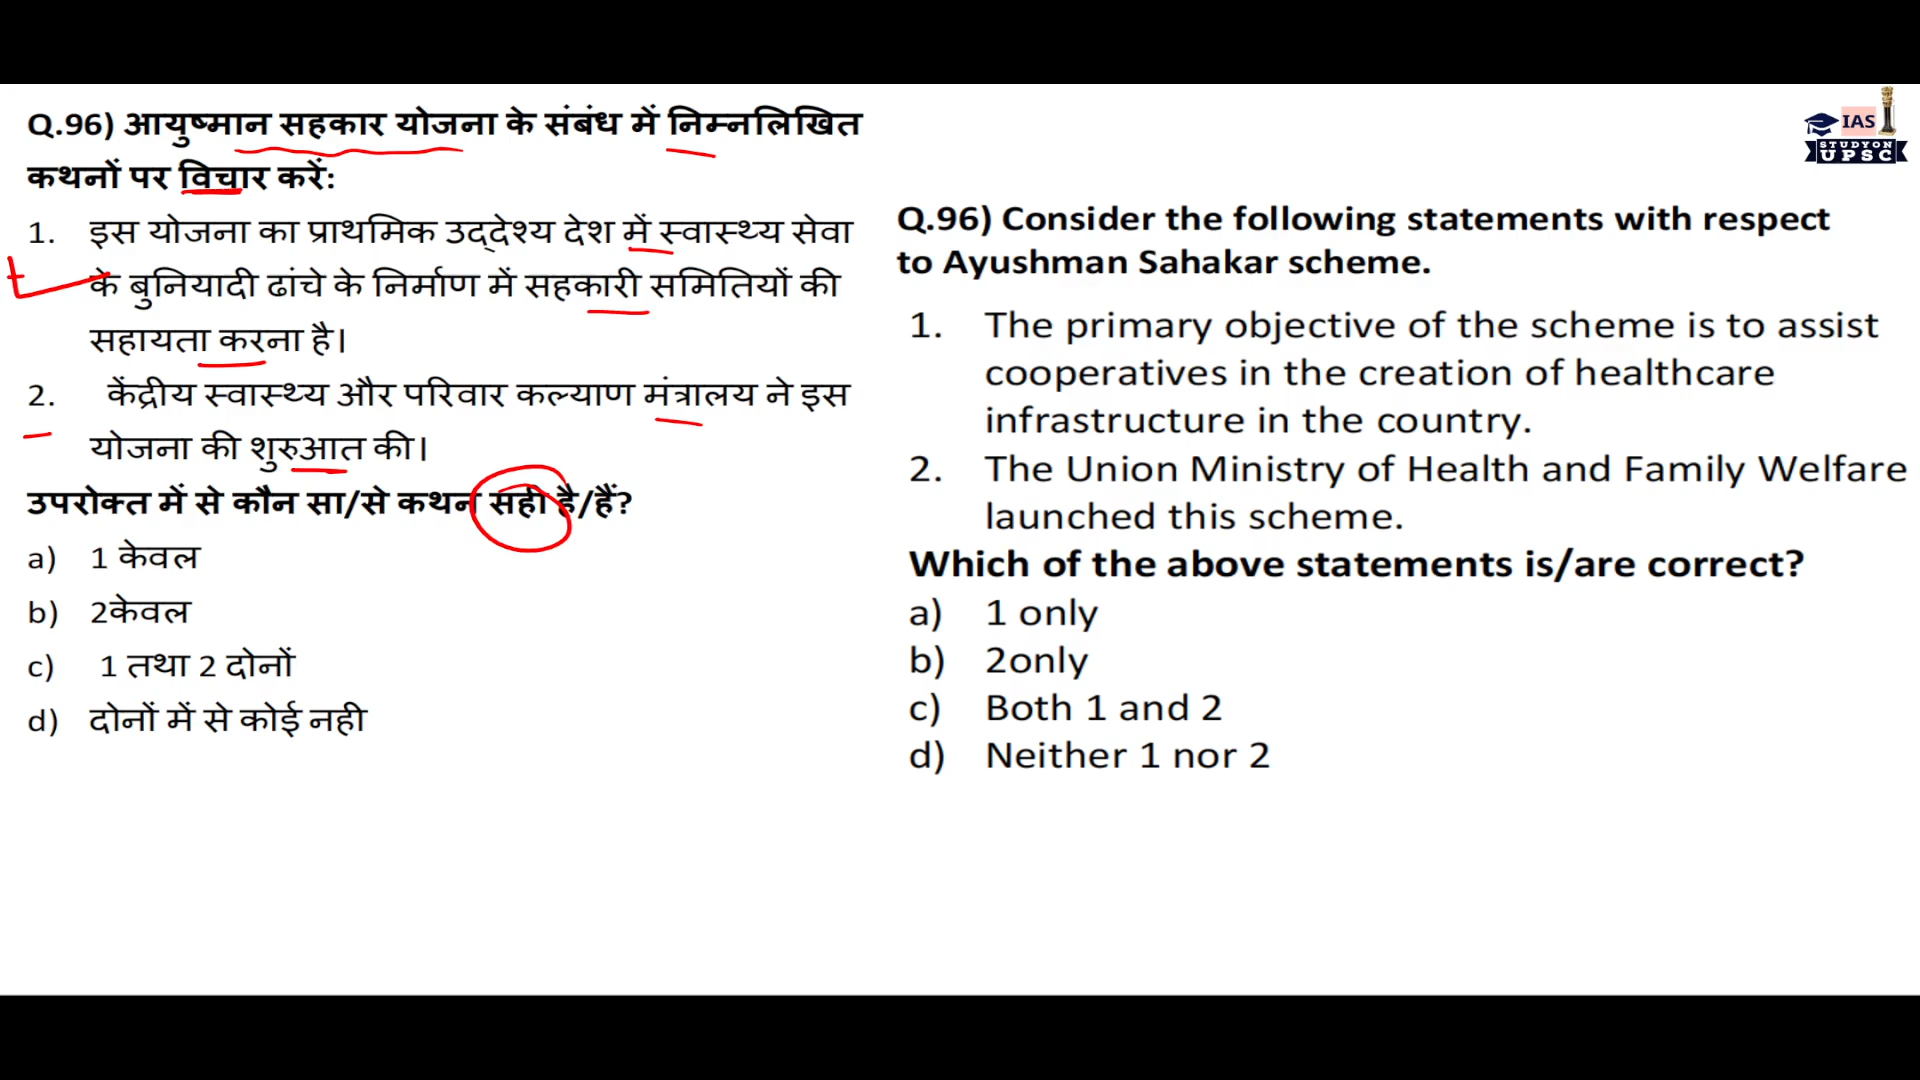 Q.96) आयुष्मान सहकार योजना के संबंध में निम्नलिखित
कथनों पर विचार करें:
1. इस योजना का प्राथमिक उद्देश्य देश में स्वास्थ्य सेवा
के बुनियादी ढांचे के निर्माण में सहकारी समितियों की
सहायता करना है।
2. केंद्रीय स्वास्थ्य और परिवार कल्याण मंत्रालय ने इस
योजना की शुरुआत की।
उपरोक्त में से कौन सा/से कथन सही है/हैं?
a) 1 केवल
b) 2केवल
c) 1 तथा 2 दोनों
d) दोनों में से कोई नही
IAS
STUDYON
UPSC
Q.96) Consider the following statements with respect
to Ayushman Sahakar scheme.
1. The primary objective of the scheme is to assist
cooperatives in the creation of healthcare
infrastructure in the country.
2. The Union Ministry of Health and Family Welfare
launched this scheme.
Which of the above statements is/are correct?
a) 1 only
b) 2only
c) Both 1 and 2
d) Neither 1 nor 2